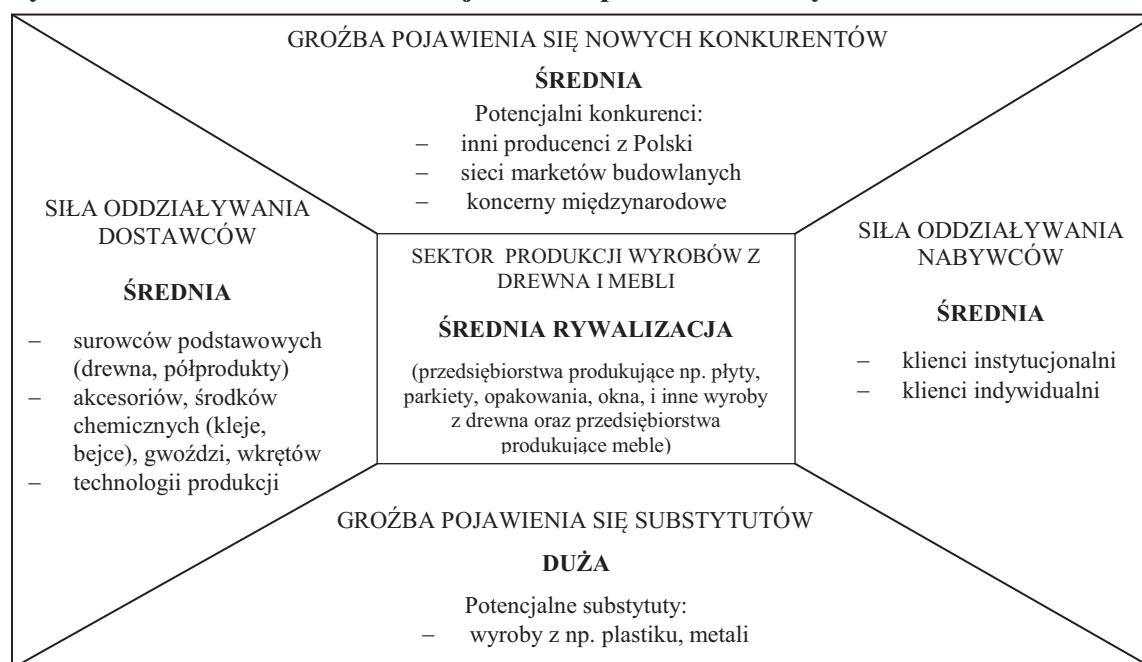 GROŹBA POJAWIENIA SIĘ NOWYCH KONKURENTÓW
ŚREDNIA
Potencjalni konkurenci:
– inni producenci z Polski
– sieci marketów budowlanych
– koncerny międzynarodowe
SIŁA ODDZIAŁYWANIA
DOSTAWCÓW
ŚREDNIA
– surowców podstawowych
(drewna, półprodukty)
– akcesoriów, środków
chemicznych (kleje,
bejce), gwoździ, wkrętów
– technologii produkcji
SEKTOR PRODUKCJI WYROBÓW Z
DREWNA I MEBLI
ŚREDNIA RYWALIZACJA
(przedsiębiorstwa produkujące np. płyty,
parkiety, opakowania, okna, i inne wyroby
z drewna oraz przedsiębiorstwa
produkujące meble)
SIŁA ODDZIAŁYWANIA
NABYWCÓW
ŚREDNIA
– klienci instytucjonalni
– klienci indywidualni
GROŹBA POJAWIENIA SIĘ SUBSTYTUTÓW
DUŻA
Potencjalne substytuty:
– wyroby z np. plastiku, metali